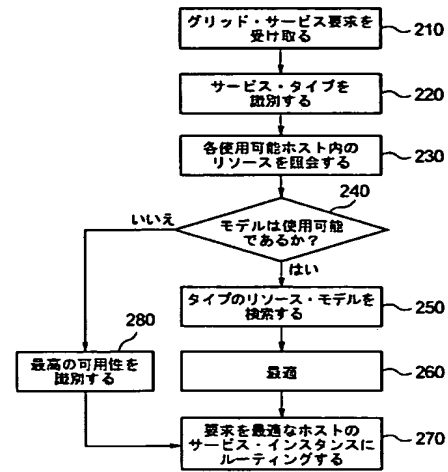 グリッド・サービス要求を
受け取る
210
サービス・タイプを
識別する
220
各使用可能ホスト内の
リソースを照会する
230
240
モデルは使用可能
であるか?
いいえ
はい
タイプのリソース・モデルを
検索する
250
280
最高の可用性を
識別する
最適
260
要求を最適なホストの
サービス・インスタンスに
ルーティングする
270